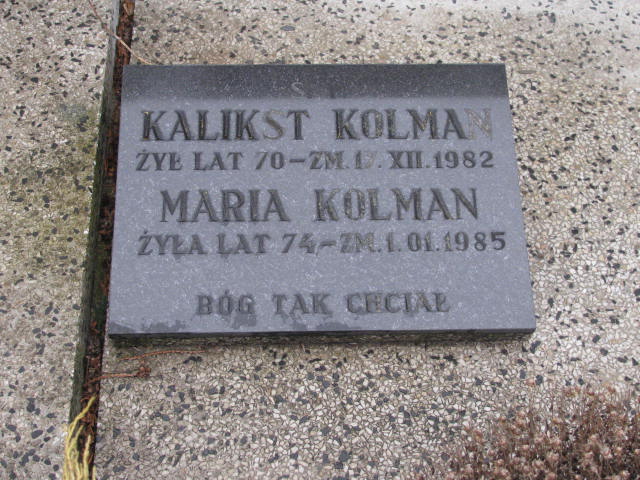 Ś
KALIKST KOLMAN
ŻYŁ LAT 70 – ZM. 17. XII. 1982
MARIA KOLMAN
ŻYŁA LAT 74 – ZM. 1. 01. 1985
BÓG TAK CHCIAŁ